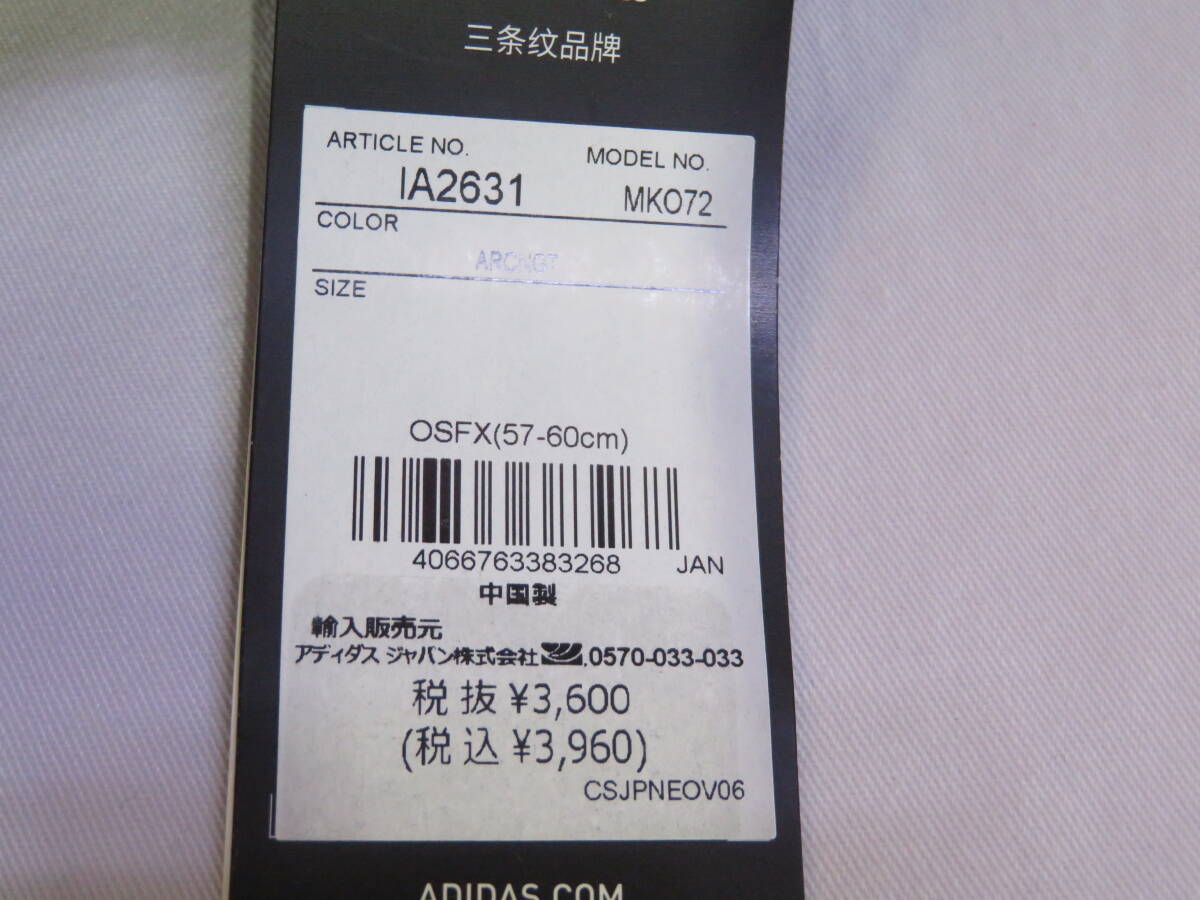 三条纹品牌
ARTICLE NO.
MODEL NO.
IA2631
MKO72
COLOR
SIZE
OSFX(57-60cm)
4066763383268
JAN
中国製
輸入販売元
アディダス ジャパン株式会社 0570-033-033
税抜 ¥3,600
(税込 ¥3,960)
CSJPNEOV06
ADIDAS.COM